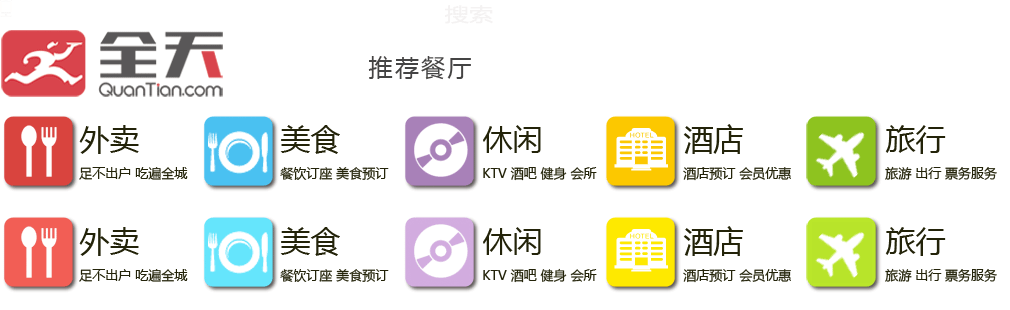 搜索
全天
QuanTian.com
推荐餐厅
外卖
足不出户 吃遍全城
美食
餐饮订座 美食预订
休闲
KTV 酒吧 健身 会所
HOTEL
酒店
酒店预订 会员优惠
旅行
旅游 出行 票务服务
外卖
足不出户 吃遍全城
美食
餐饮订座 美食预订
休闲
KTV 酒吧 健身 会所
HOTEL
酒店
酒店预订 会员优惠
旅行
旅游 出行 票务服务